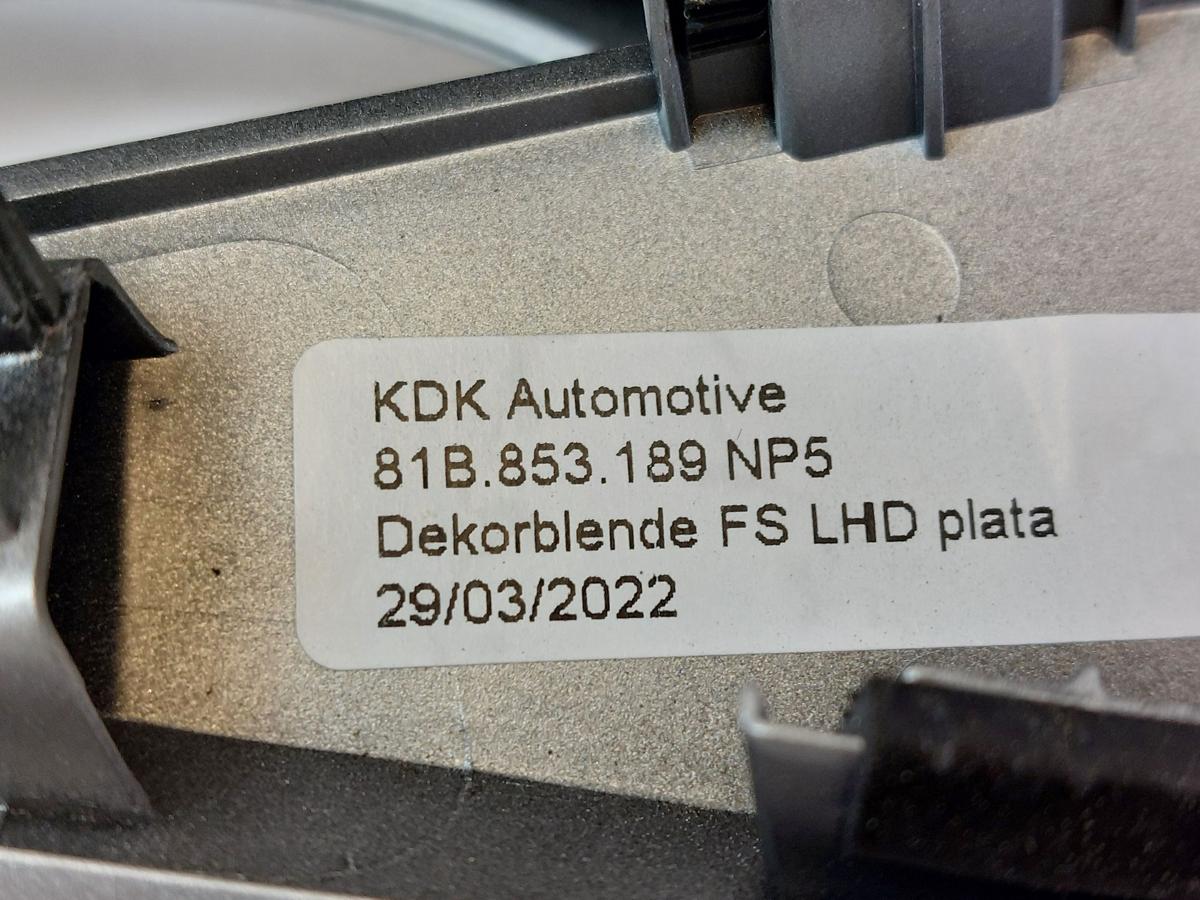 KDK Automotive
81B.853.189 NP5
Dekorblende FS LHD plata
29/03/2022